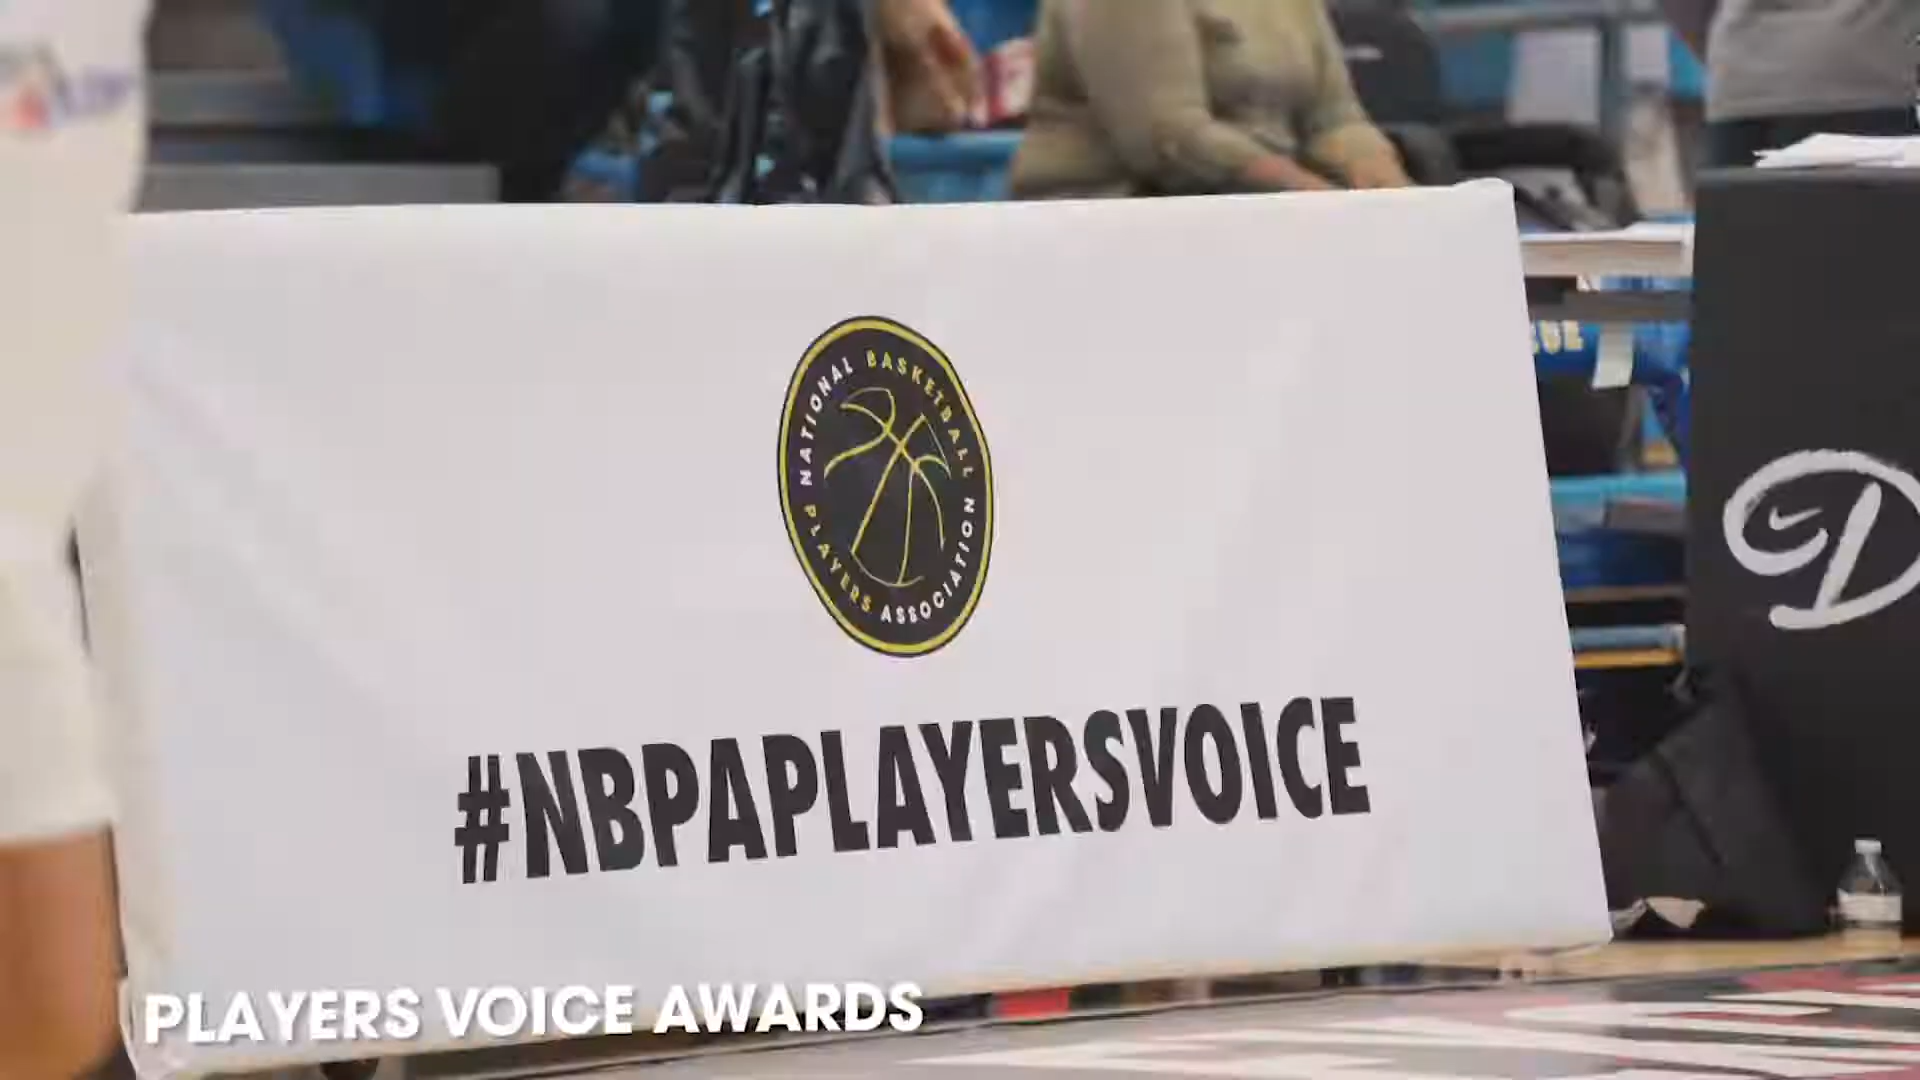 NATIONAL BASKETBALL
PLAYERS ASSOCIATION
#NBPAPLAYERSVOICE
D
PLAYERS VOICE AWARDS